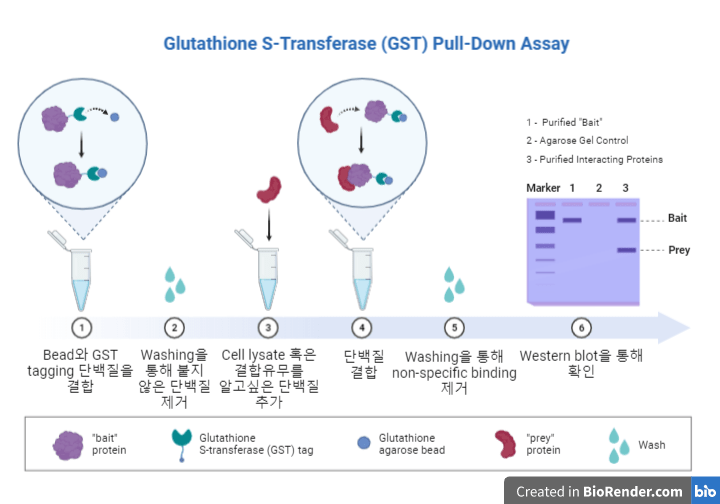 Glutathione S-Transferase (GST) Pull-Down Assay
1 - Purified "Bait"
2 - Agarose Gel Control
3 - Purified Interacting Proteins
Marker 1 2 3
Bait
Prey
1
2
3
4
5
6
Bead와 GST
tagging 단백질을
결합
Washing을
통해 붙지
않은 단백질
제거
Cell lysate 혹은
결합유무를
알고싶은 단백질
추가
단백질
결합
Washing을 통해
non-specific binding
제거
Western blot을 통해
확인
"bait"
protein
Glutathione
S-transferase (GST) tag
Glutathione
agarose bead
"prey"
protein
Wash
Created in BioRender.com bio